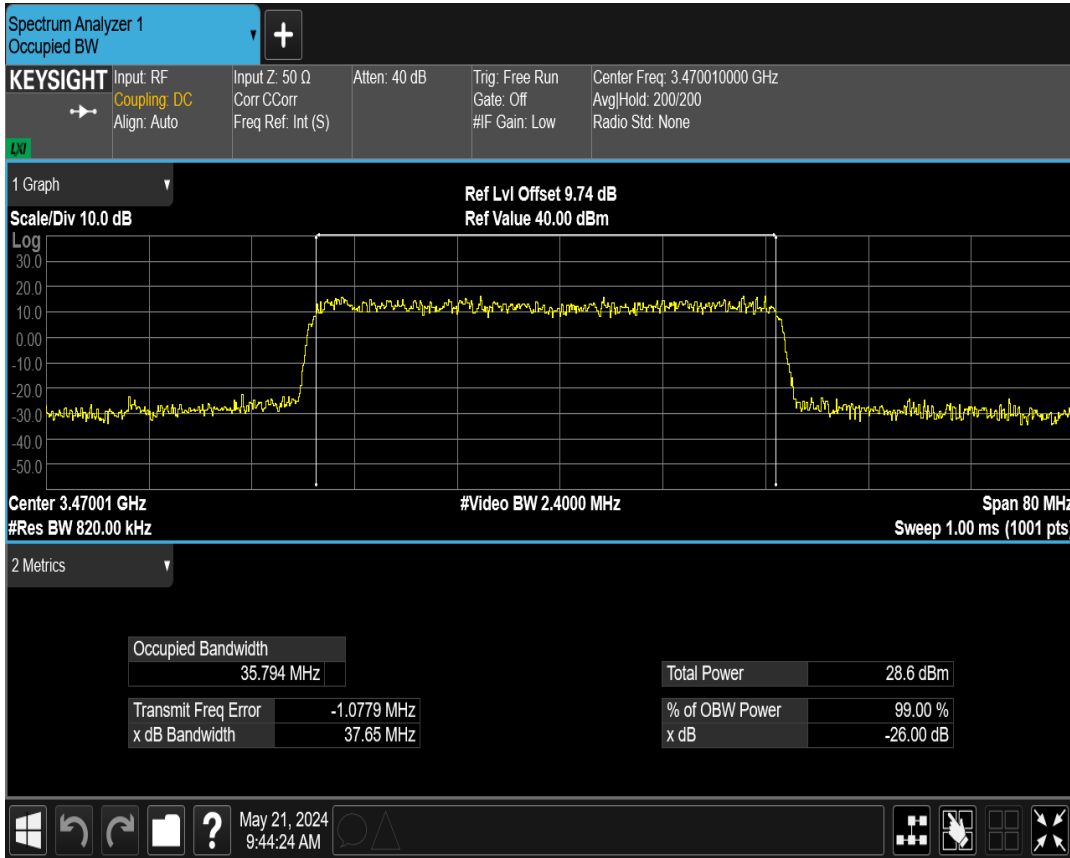 Spectrum Analyzer 1
Occupied BW
+
KEYSIGHT
LXI
Input: RF
Coupling: DC
Align: Auto
Input Z: 50 Ω
Corr CCorr
Freq Ref: Int (S)
Atten: 40 dB
Trig: Free Run
Gate: Off
#IF Gain: Low
Center Freq: 3.470010000 GHz
Avg|Hold: 200/200
Radio Std: None
1 Graph
Scale/Div 10.0 dB
Ref Lvl Offset 9.74 dB
Ref Value 40.00 dBm
Log
30.0
20.0
10.0
0.00
-10.0
-20.0
-30.0
-40.0
-50.0
Center 3.47001 GHz
#Video BW 2.4000 MHz
Span 80 MHz
#Res BW 820.00 kHz
Sweep 1.00 ms (1001 pts)
2 Metrics
Occupied Bandwidth
35.794 MHz
Transmit Freq Error -1.0779 MHz
x dB Bandwidth 37.65 MHz
Total Power 28.6 dBm
% of OBW Power 99.00 %
x dB -26.00 dB
?
May 21, 2024
9:44:24 AM